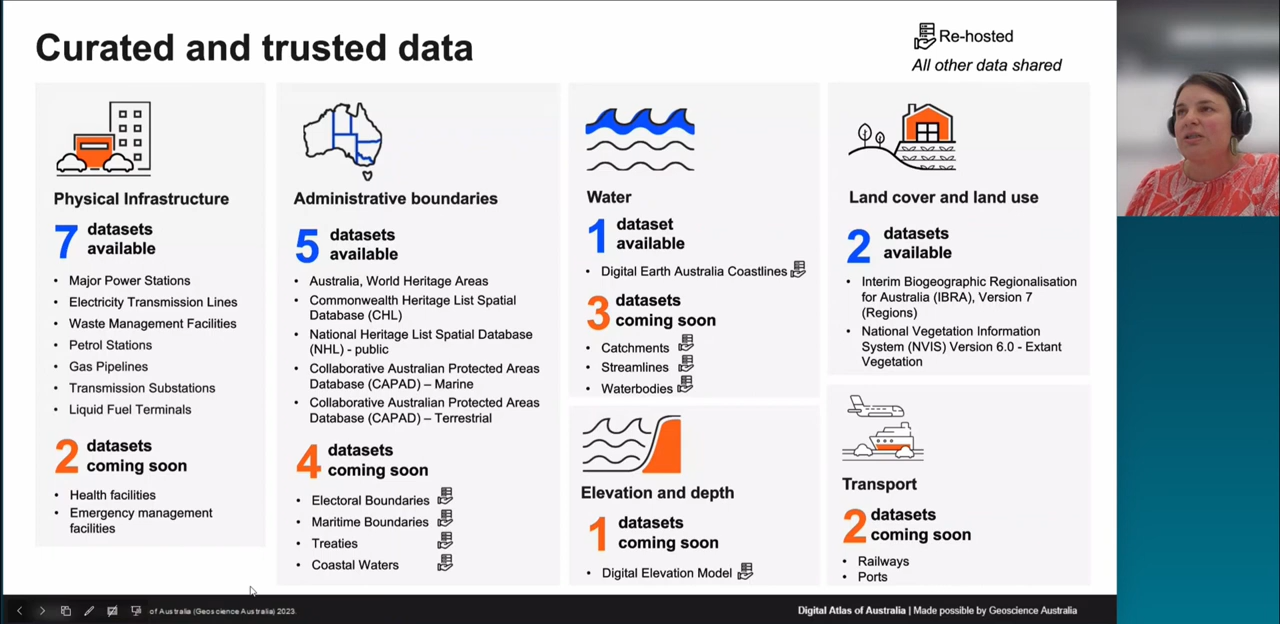 Curated and trusted data
Re-hosted
All other data shared
Physical Infrastructure
7
datasets
available
• Major Power Stations
• Electricity Transmission Lines
• Waste Management Facilities
• Petrol Stations
• Gas Pipelines
• Transmission Substations
• Liquid Fuel Terminals
2
datasets
coming soon
• Health facilities
• Emergency management
facilities
Administrative boundaries
5
datasets
available
• Australia, World Heritage Areas
• Commonwealth Heritage List Spatial
Database (CHL)
• National Heritage List Spatial Database
(NHL) - public
• Collaborative Australian Protected Areas
Database (CAPAD) – Marine
• Collaborative Australian Protected Areas
Database (CAPAD) – Terrestrial
4
datasets
coming soon
• Electoral Boundaries
• Maritime Boundaries
• Treaties
• Coastal Waters
Water
1
dataset
available
• Digital Earth Australia Coastlines
3
datasets
coming soon
• Catchments
• Streamlines
• Waterbodies
Elevation and depth
1
datasets
coming soon
• Digital Elevation Model
Land cover and land use
2
datasets
available
• Interim Biogeographic Regionalisation
for Australia (IBRA), Version 7
(Regions)
• National Vegetation Information
System (NVIS) Version 6.0 - Extant
Vegetation
Transport
2
datasets
coming soon
• Railways
• Ports
of Australia (Geoscience Australia) 2023.
Digital Atlas of Australia | Made possible by Geoscience Australia